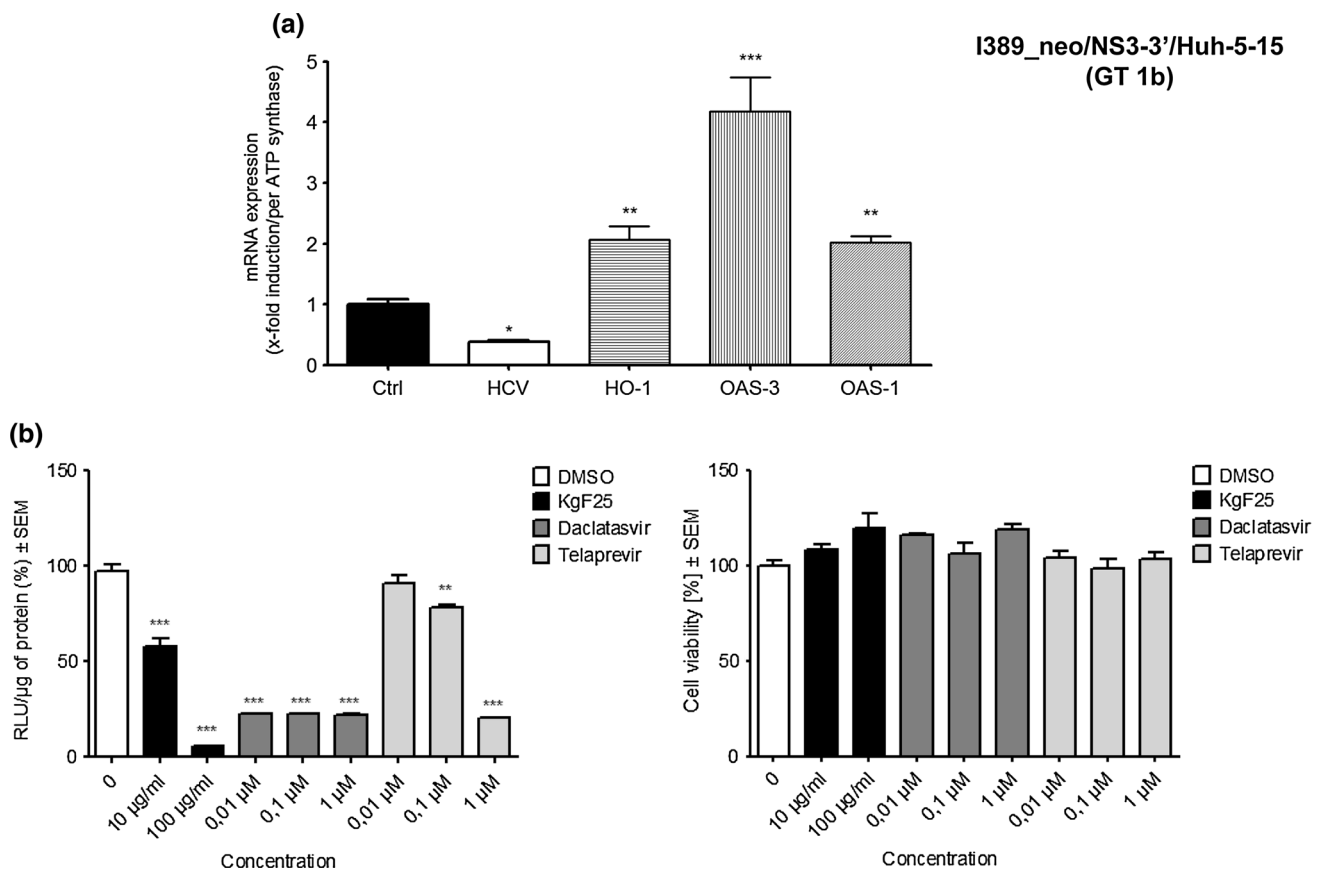 (a)
I389_neo/NS3-3’/Huh-5-15
(GT 1b)
mRNA expression
(x-fold induction/per ATP synthase)
5
4
3
2
1
0
*
**
***
**
Ctrl
HCV
HO-1
OAS-3
OAS-1
(b)
RLU/µg of protein (%) ± SEM
150
100
50
0
***
***
***
***
***
**
***
DMSO
KgF25
Daclatasvir
Telaprevir
0
10 µg/ml
100 µg/ml
0,01 µM
0,1 µM
1 µM
0,01 µM
0,1 µM
1 µM
Concentration
Cell viability [%] ± SEM
150
100
50
0
DMSO
KgF25
Daclatasvir
Telaprevir
0
10 µg/ml
100 µg/ml
0,01 µM
0,1 µM
1 µM
0,01 µM
0,1 µM
1 µM
Concentration